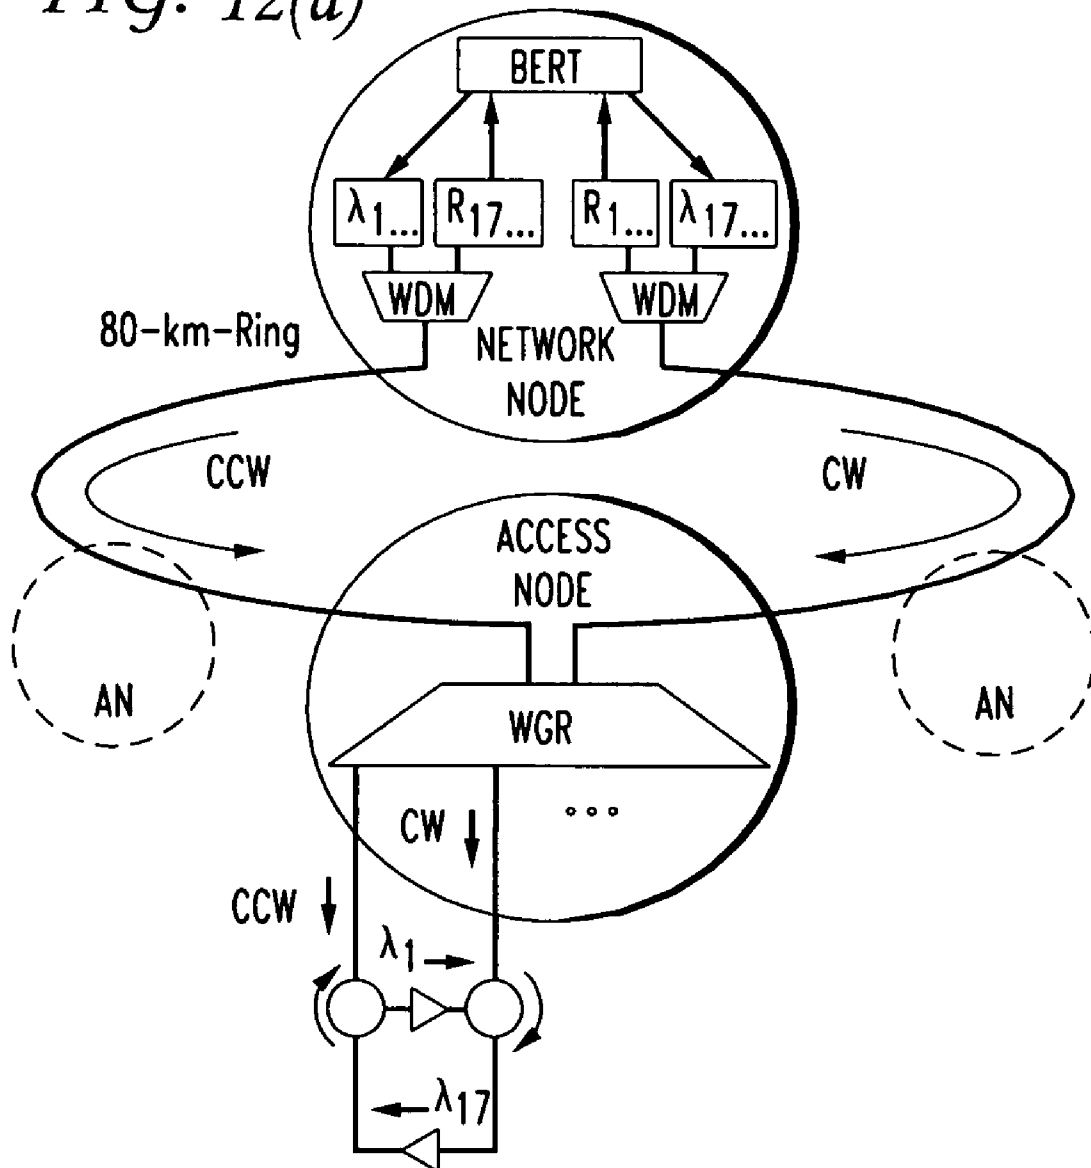 FIG. 12(a)
BERT
λ1... R17... R1... λ17...
WDM WDM
80-km-Ring
NETWORK
NODE
CCW CW
ACCESS
NODE
AN AN
WGR
CW
CCW
λ1
λ17